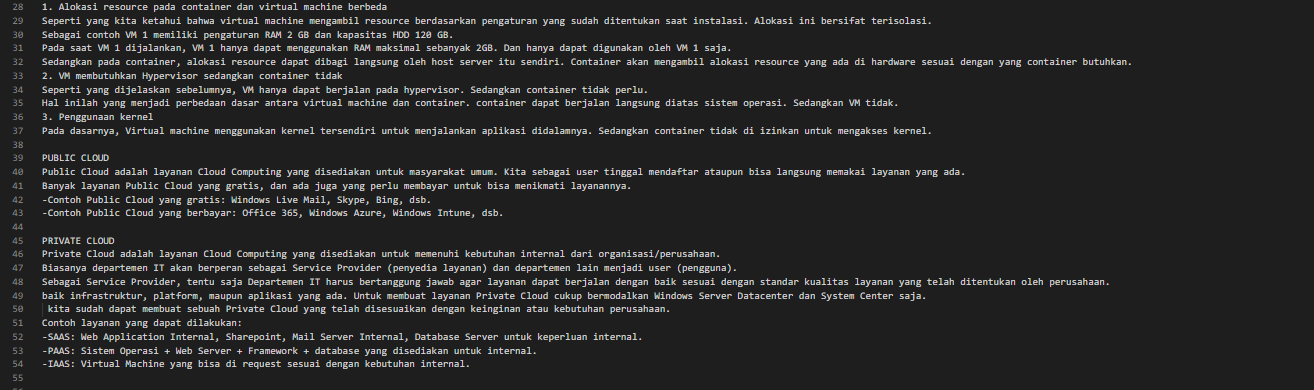 28 1. Alokasi resource pada container dan virtual machine berbeda
29 Seperti yang kita ketahui bahwa virtual machine mengambil resource berdasarkan pengaturan yang sudah ditentukan saat instalasi. Alokasi ini bersifat terisolasi.
30 Sebagai contoh VM 1 memiliki pengaturan RAM 2 GB dan kapasitas HDD 120 GB.
31 Pada saat VM 1 dijalankan, VM 1 hanya dapat menggunakan RAM maksimal sebanyak 2GB. Dan hanya dapat digunakan oleh VM 1 saja.
32 Sedangkan pada container, alokasi resource dapat dibagi langsung oleh host server itu sendiri. Container akan mengambil alokasi resource yang ada di hardware sesuai dengan yang container butuhkan.
33 2. VM membutuhkan Hypervisor sedangkan container tidak
34 Seperti yang dijelaskan sebelumnya, VM hanya dapat berjalan pada hypervisor. Sedangkan container tidak perlu.
35 Hal inilah yang menjadi perbedaan dasar antara virtual machine dan container. container dapat berjalan langsung diatas sistem operasi. Sedangkan VM tidak.
36 3. Penggunaan kernel
37 Pada dasarnya, Virtual machine menggunakan kernel tersendiri untuk menjalankan aplikasi didalamnya. Sedangkan container tidak di izinkan untuk mengakses kernel.
38
39 PUBLIC CLOUD
40 Public Cloud adalah layanan Cloud Computing yang disediakan untuk masyarakat umum. Kita sebagai user tinggal mendaftar ataupun bisa langsung memakai layanan yang ada.
41 Banyak layanan Public Cloud yang gratis, dan ada juga yang perlu membayar untuk bisa menikmati layanannya.
42 -Contoh Public Cloud yang gratis: Windows Live Mail, Skype, Bing, dsb.
43 -Contoh Public Cloud yang berbayar: Office 365, Windows Azure, Windows Intune, dsb.
44
45 PRIVATE CLOUD
46 Private Cloud adalah layanan Cloud Computing yang disediakan untuk memenuhi kebutuhan internal dari organisasi/perusahaan.
47 Biasanya departemen IT akan berperan sebagai Service Provider (penyedia layanan) dan departemen lain menjadi user (pengguna).
48 Sebagai Service Provider, tentu saja Departemen IT harus bertanggung jawab agar layanan dapat berjalan dengan baik sesuai dengan standar kualitas layanan yang telah ditentukan oleh perusahaan.
49 baik infrastruktur, platform, maupun aplikasi yang ada. Untuk membuat layanan Private Cloud cukup bermodalkan Windows Server Datacenter dan System Center saja.
50 kita sudah dapat membuat sebuah Private Cloud yang telah disesuaikan dengan keinginan atau kebutuhan perusahaan.
51 Contoh layanan yang dapat dilakukan:
52 -SAAS: Web Application Internal, Sharepoint, Mail Server Internal, Database Server untuk keperluan internal.
53 -PAAS: Sistem Operasi + Web Server + Framework + database yang disediakan untuk internal.
54 -IAAS: Virtual Machine yang bisa di request sesuai dengan kebutuhan internal.
55